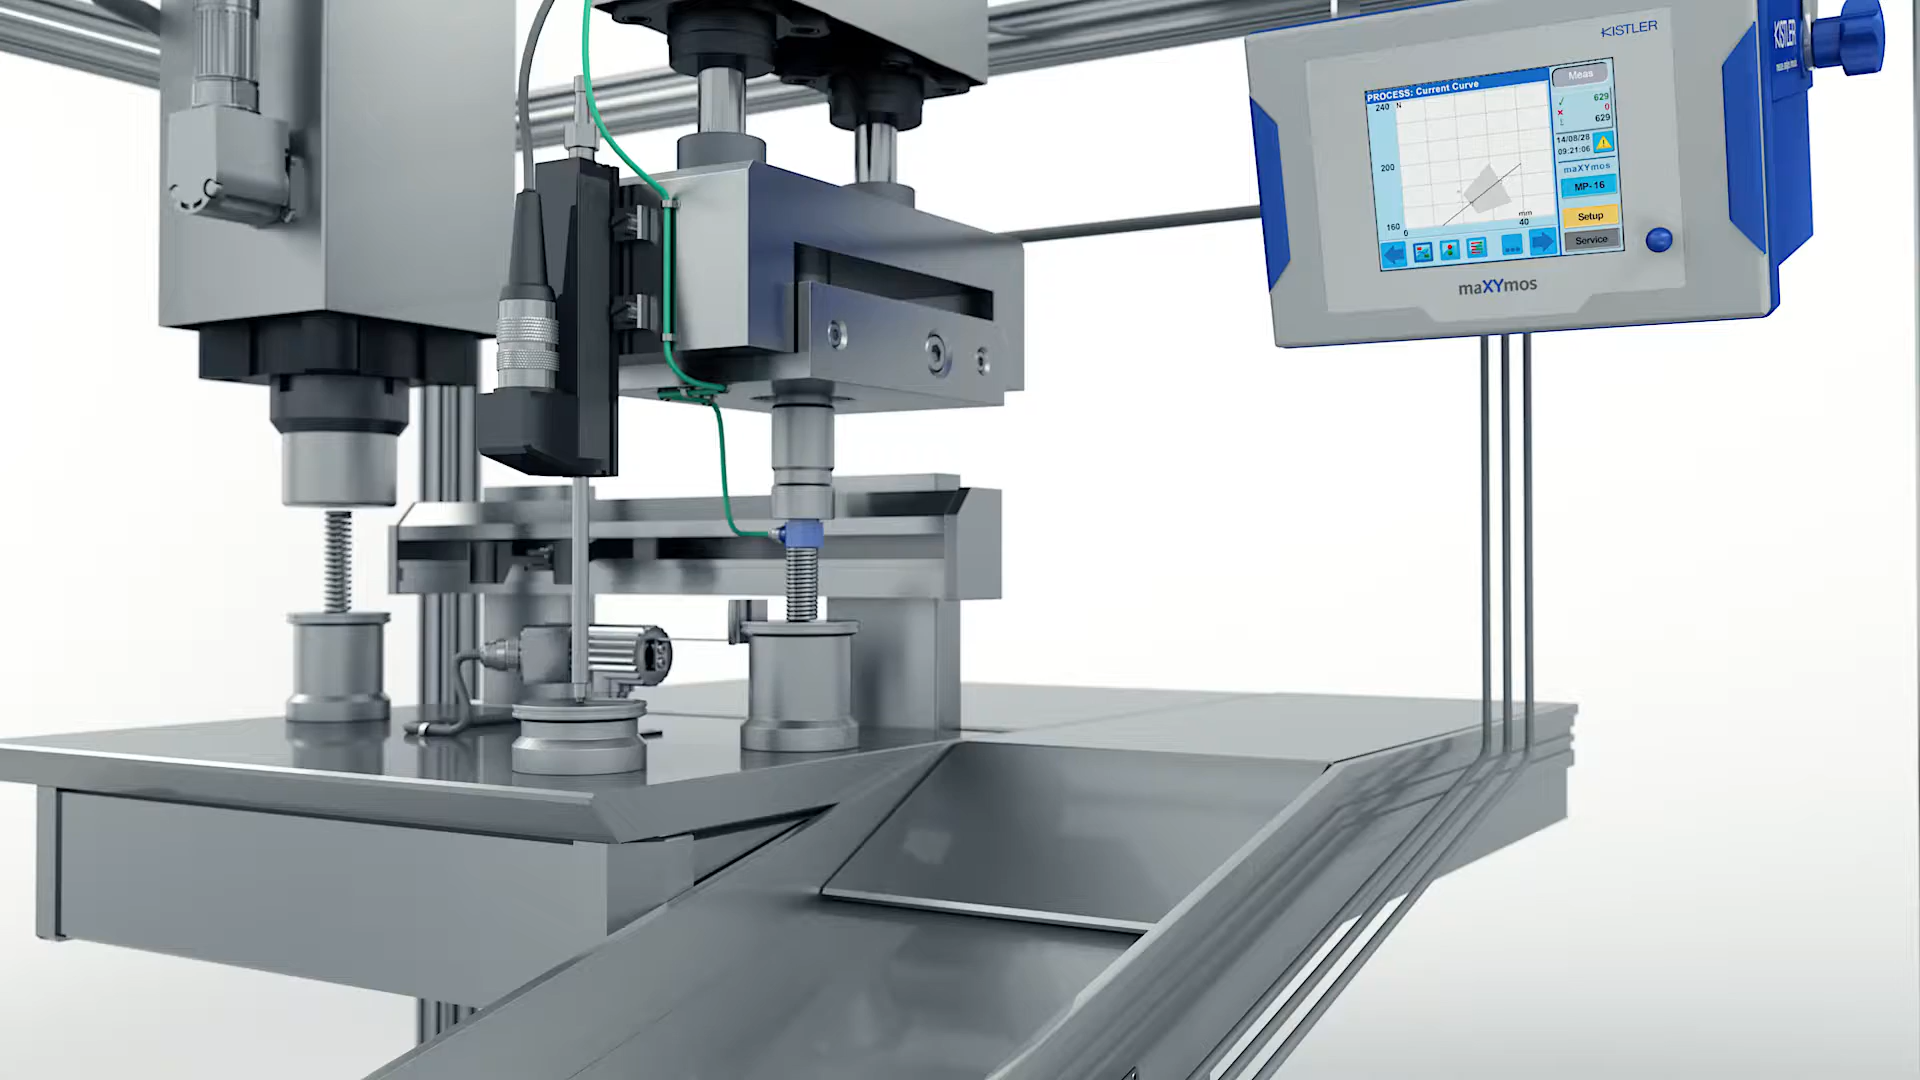 KISTLER
KISTLER
PROCESS: Current Curve
Meas
240 N
629
0
629
14/08/28
09:21:06
maXYmos
200
MP-16
mm
160 0 40
Setup
Service
maXYmos